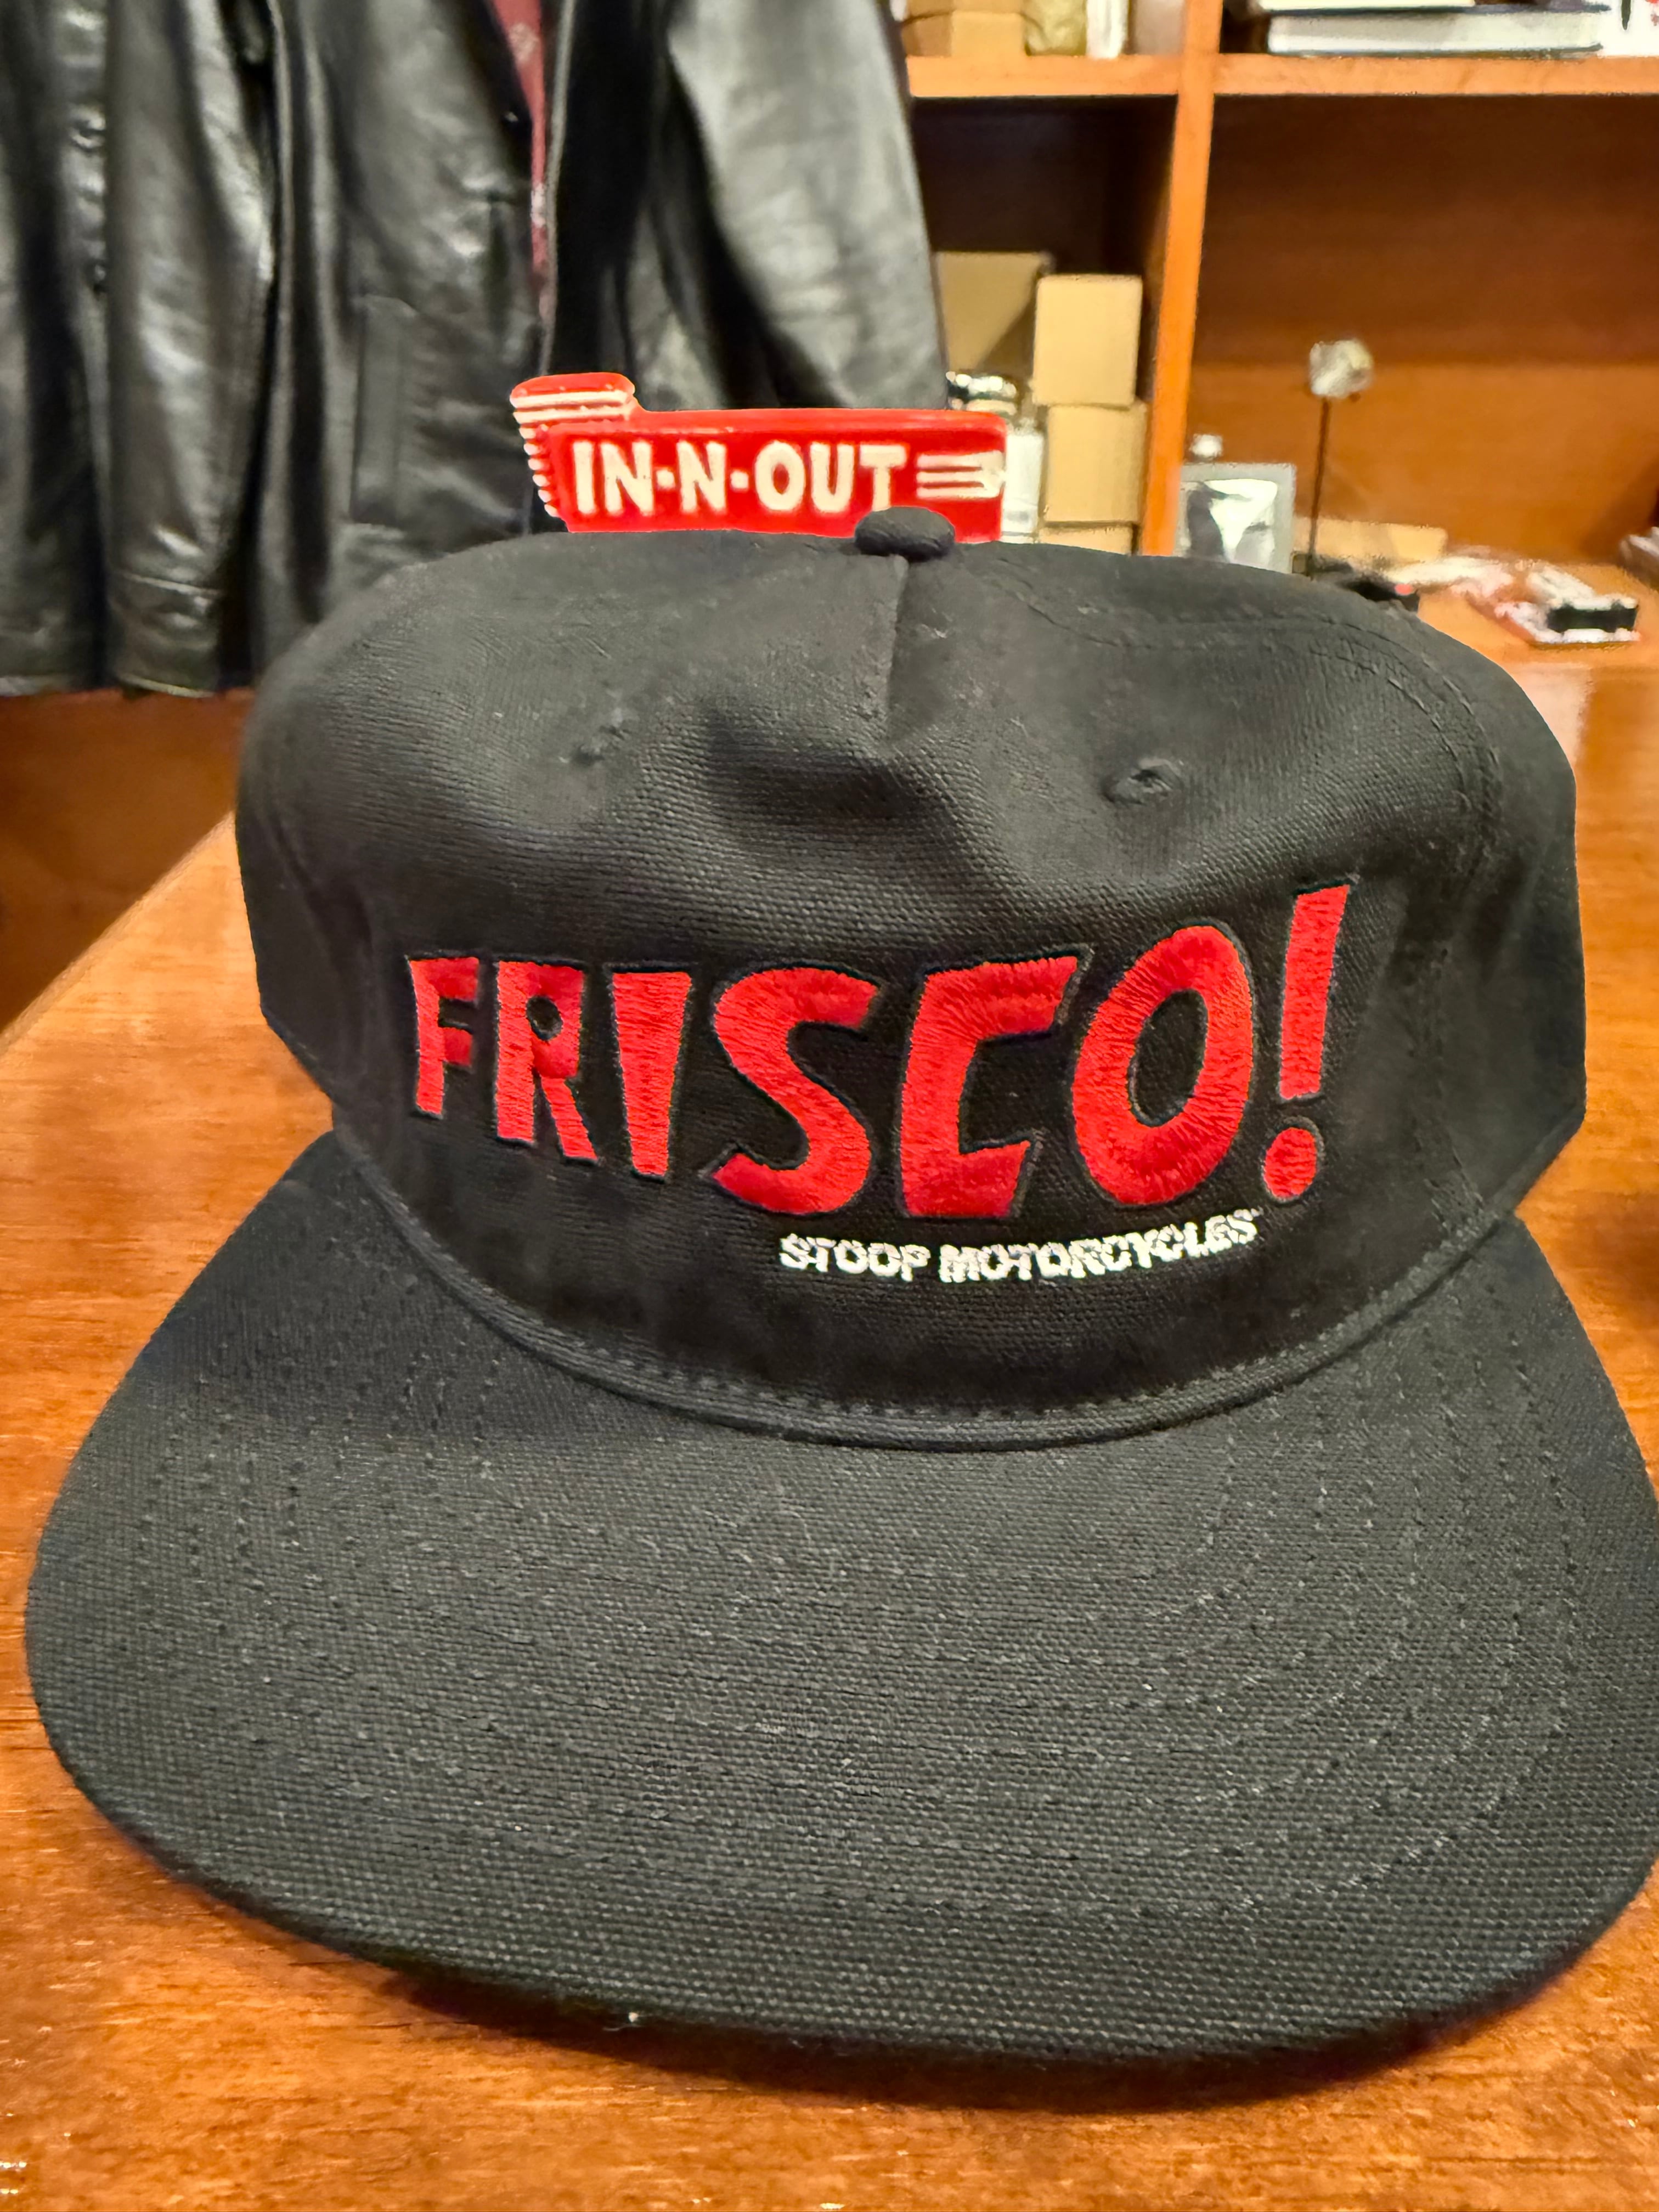 IN-N-OUT
FRISCO!
STOOP MOTORCYCLES